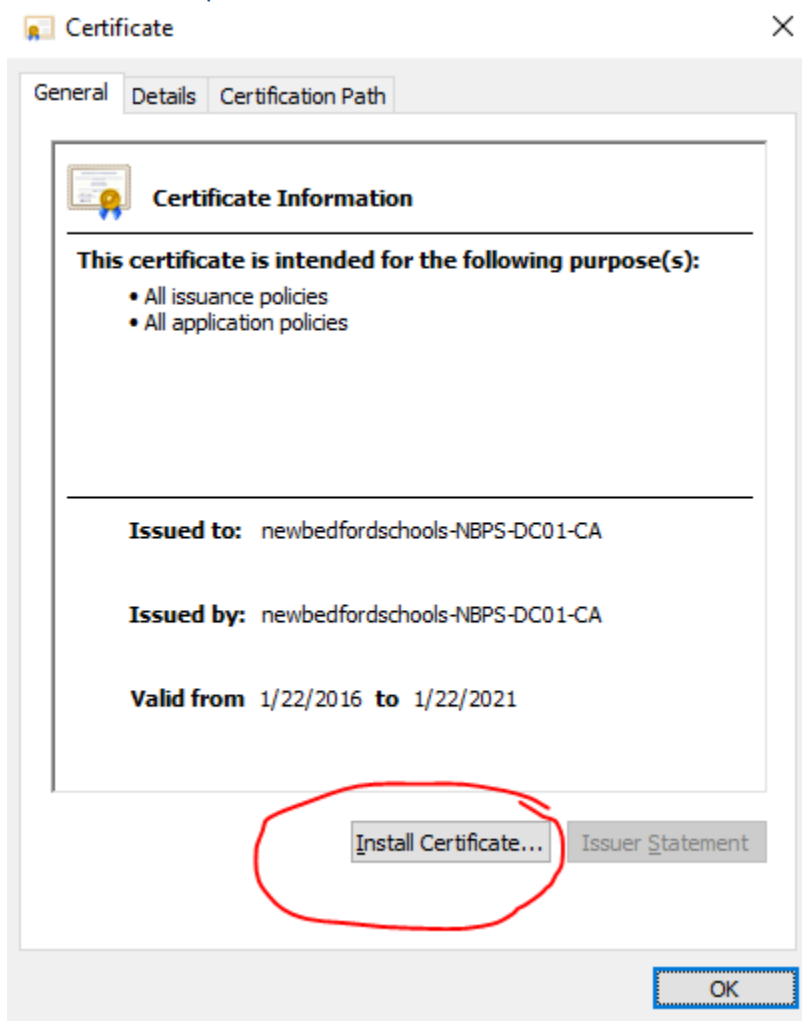 Certificate
General Details Certification Path
Certificate Information
This certificate is intended for the following purpose(s):
• All issuance policies
• All application policies
Issued to: newbedfordschools-NBPS-DC01-CA
Issued by: newbedfordschools-NBPS-DC01-CA
Valid from 1/22/2016 to 1/22/2021
Install Certificate... Issuer Statement
OK